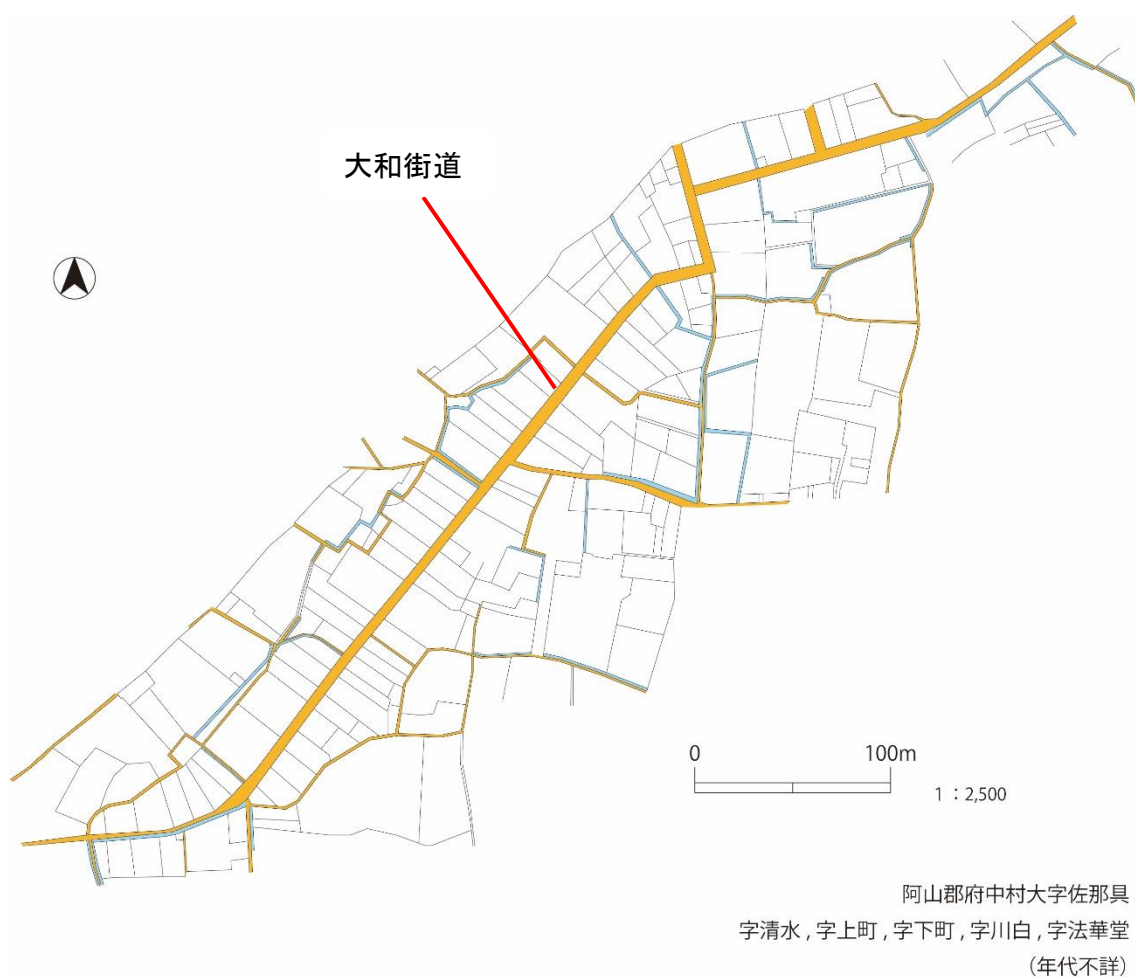 大和街道
0 100m
1：2,500
阿山郡府中村大字佐那具
字清水,字上町,字下町,字川白,字法華堂
（年代不詳）